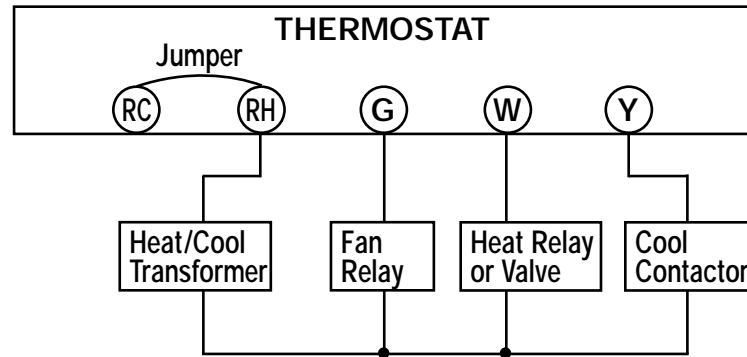 THERMOSTAT
Jumper
RC RH G W Y
Heat/Cool
Transformer
Fan
Relay
Heat Relay
or Valve
Cool
Contactor